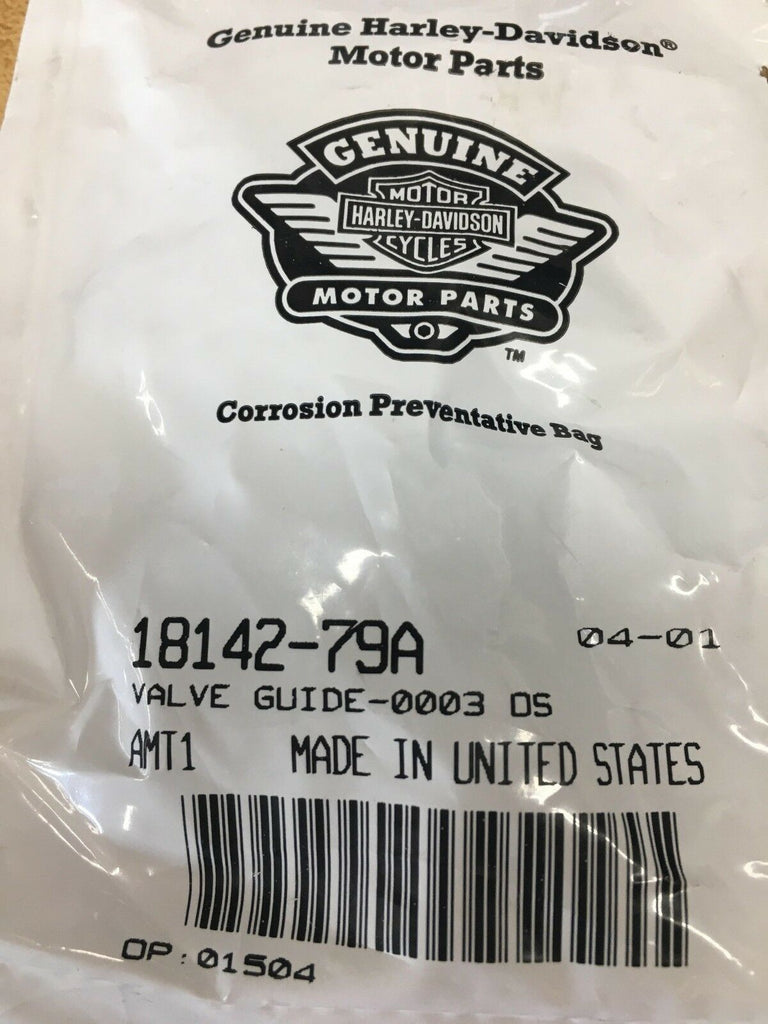 Genuine Harley-Davidson®
Motor Parts
GENUINE
MOTOR
HARLEY-DAVIDSON
CYCLES
MOTOR PARTS
TM
Corrosion Preventative Bag
18142-79A 04-01
VALVE GUIDE-0003 OS
AMT1 MADE IN UNITED STATES
OP: 01504